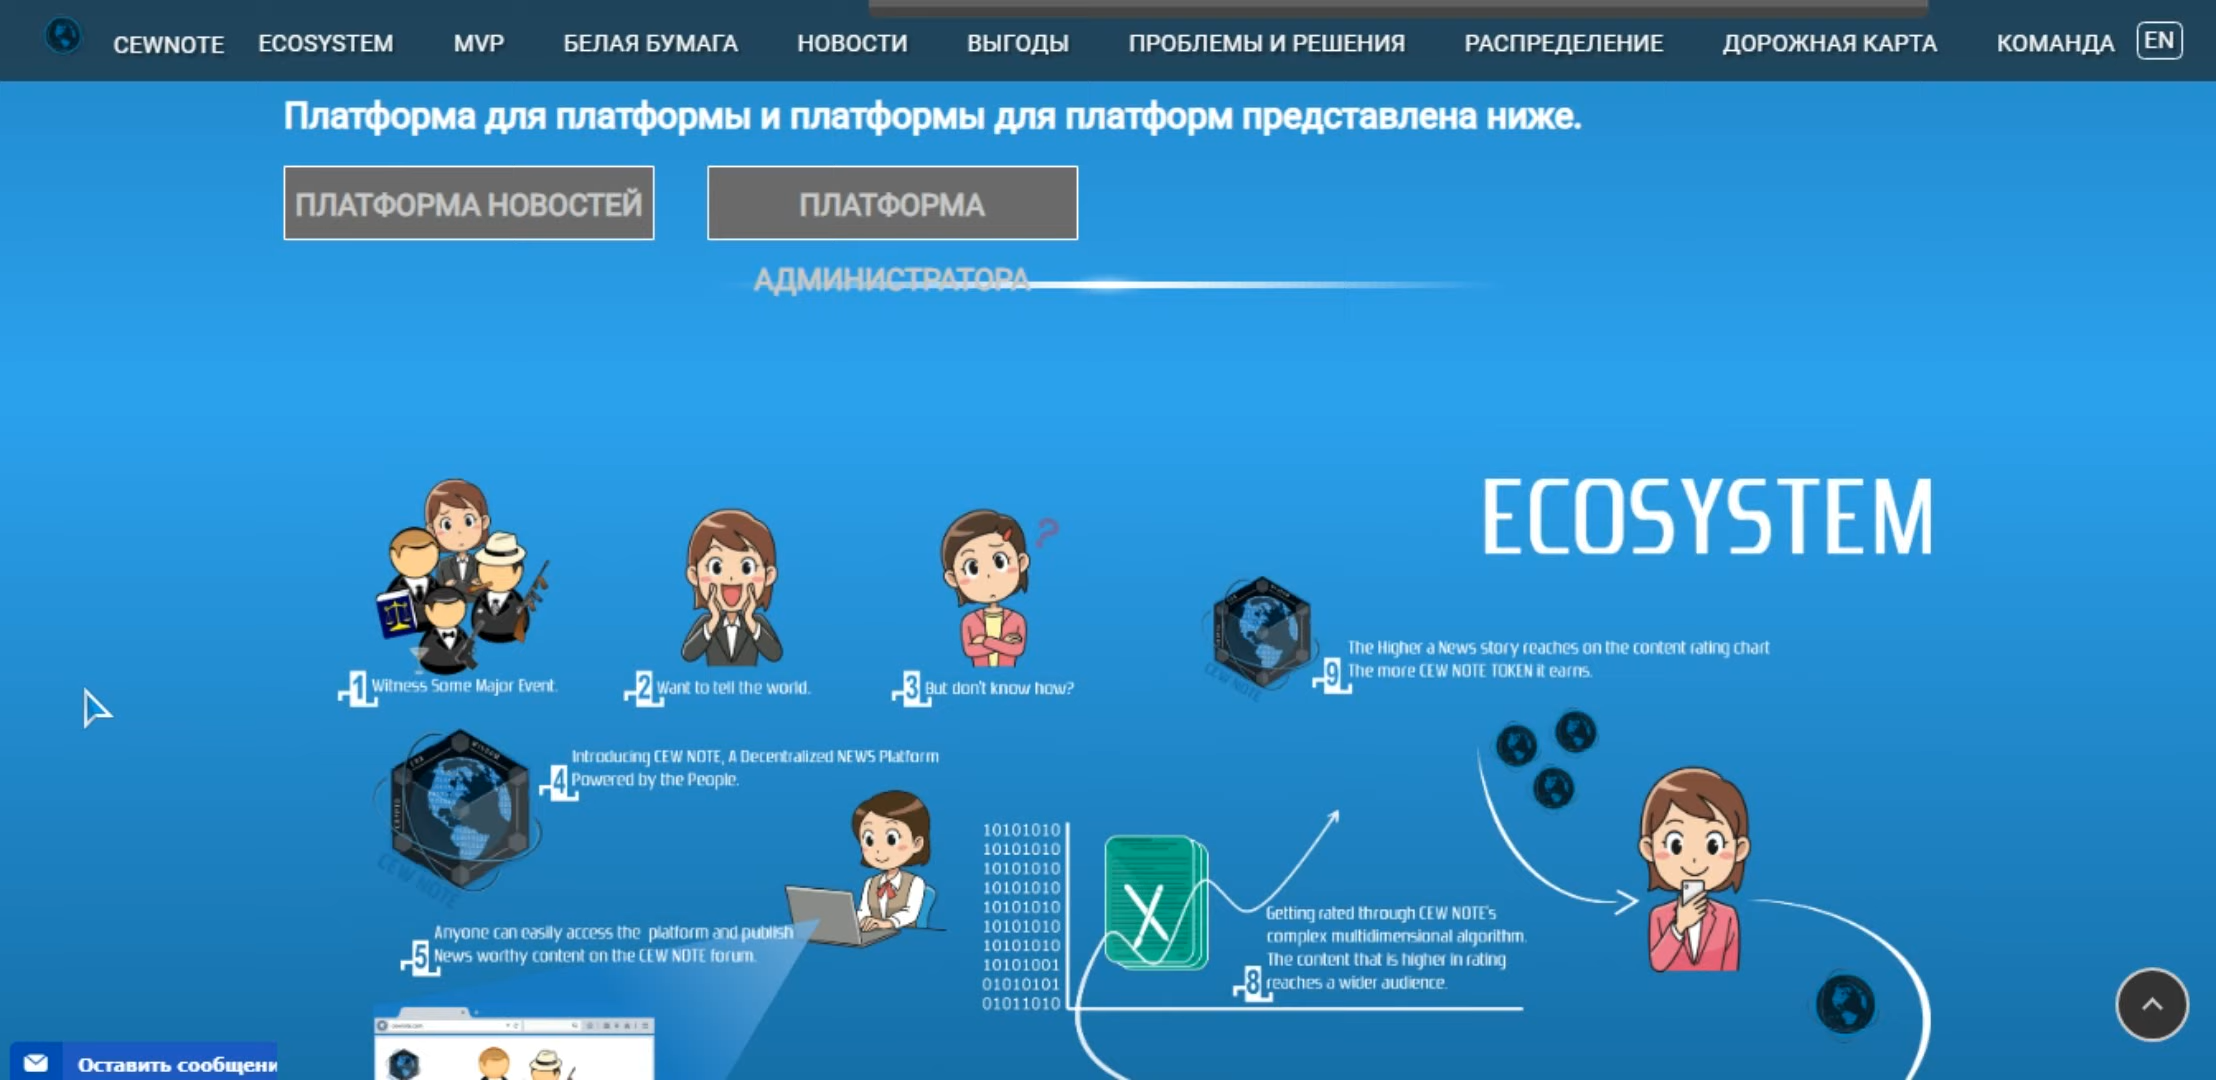 CEWNOTE ECOSYSTEM MVP БЕЛАЯ БУМАГА НОВОСТИ ВЫГОДЫ ПРОБЛЕМЫ И РЕШЕНИЯ РАСПРЕДЕЛЕНИЕ ДОРОЖНАЯ КАРТА КОМАНДА EN
Платформа для платформы и платформы для платформ представлена ниже.
ПЛАТФОРМА НОВОСТЕЙ
ПЛАТФОРМА
АДМИНИСТРАТОРА
ECOSYSTEM
1 Witness Some Major Event.
2 Want to tell the world.
3 But don't know how?
The Higher a News story reaches on the content rating chart
9 The more CEW NOTE TOKEN it earns.
CEW NOTE
Introducing CEW NOTE, A Decentralized NEWS Platform
4 Powered by the People.
CEW NOTE
Anyone can easily access the platform and publish
5 News worthy content on the CEW NOTE forum.
10101010
10101010
10101010
10101010
10101010
10101010
10101010
10101001
01010101
01011010
Getting rated through CEW NOTE's
complex multidimensional algorithm.
The content that is higher in rating
8 reaches a wider audience.
Оставить сообщени